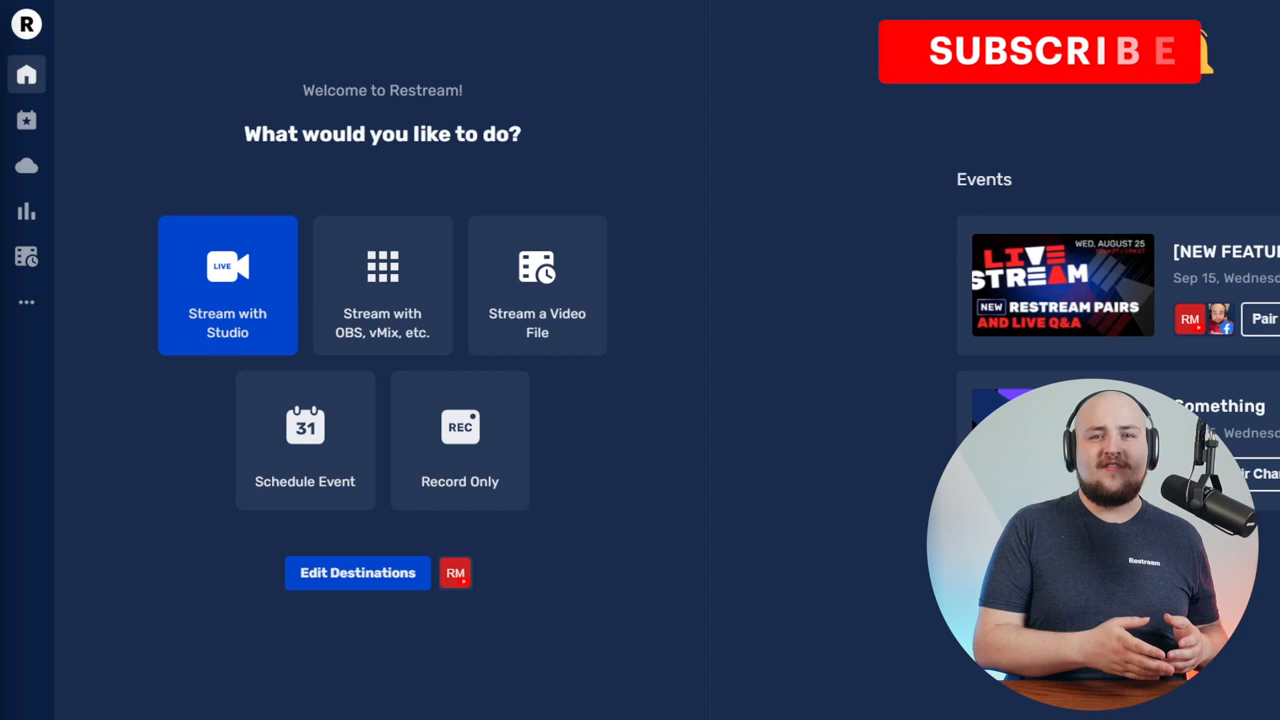 R
SUBSCRIBE
Welcome to Restream!
What would you like to do?
LIVE
Stream with
Studio
Stream with
OBS, vMix, etc.
Stream a Video
File
31
Schedule Event
REC
Record Only
Edit Destinations
RM
Events
WED, AUGUST 25
LIVE
STREAM
NEW RESTREAM PAIRS
AND LIVE Q&A
[NEW FEATU
Sep 15, Wednesd
RM
Pair
Something
Wednesd
ir Cha
Restream